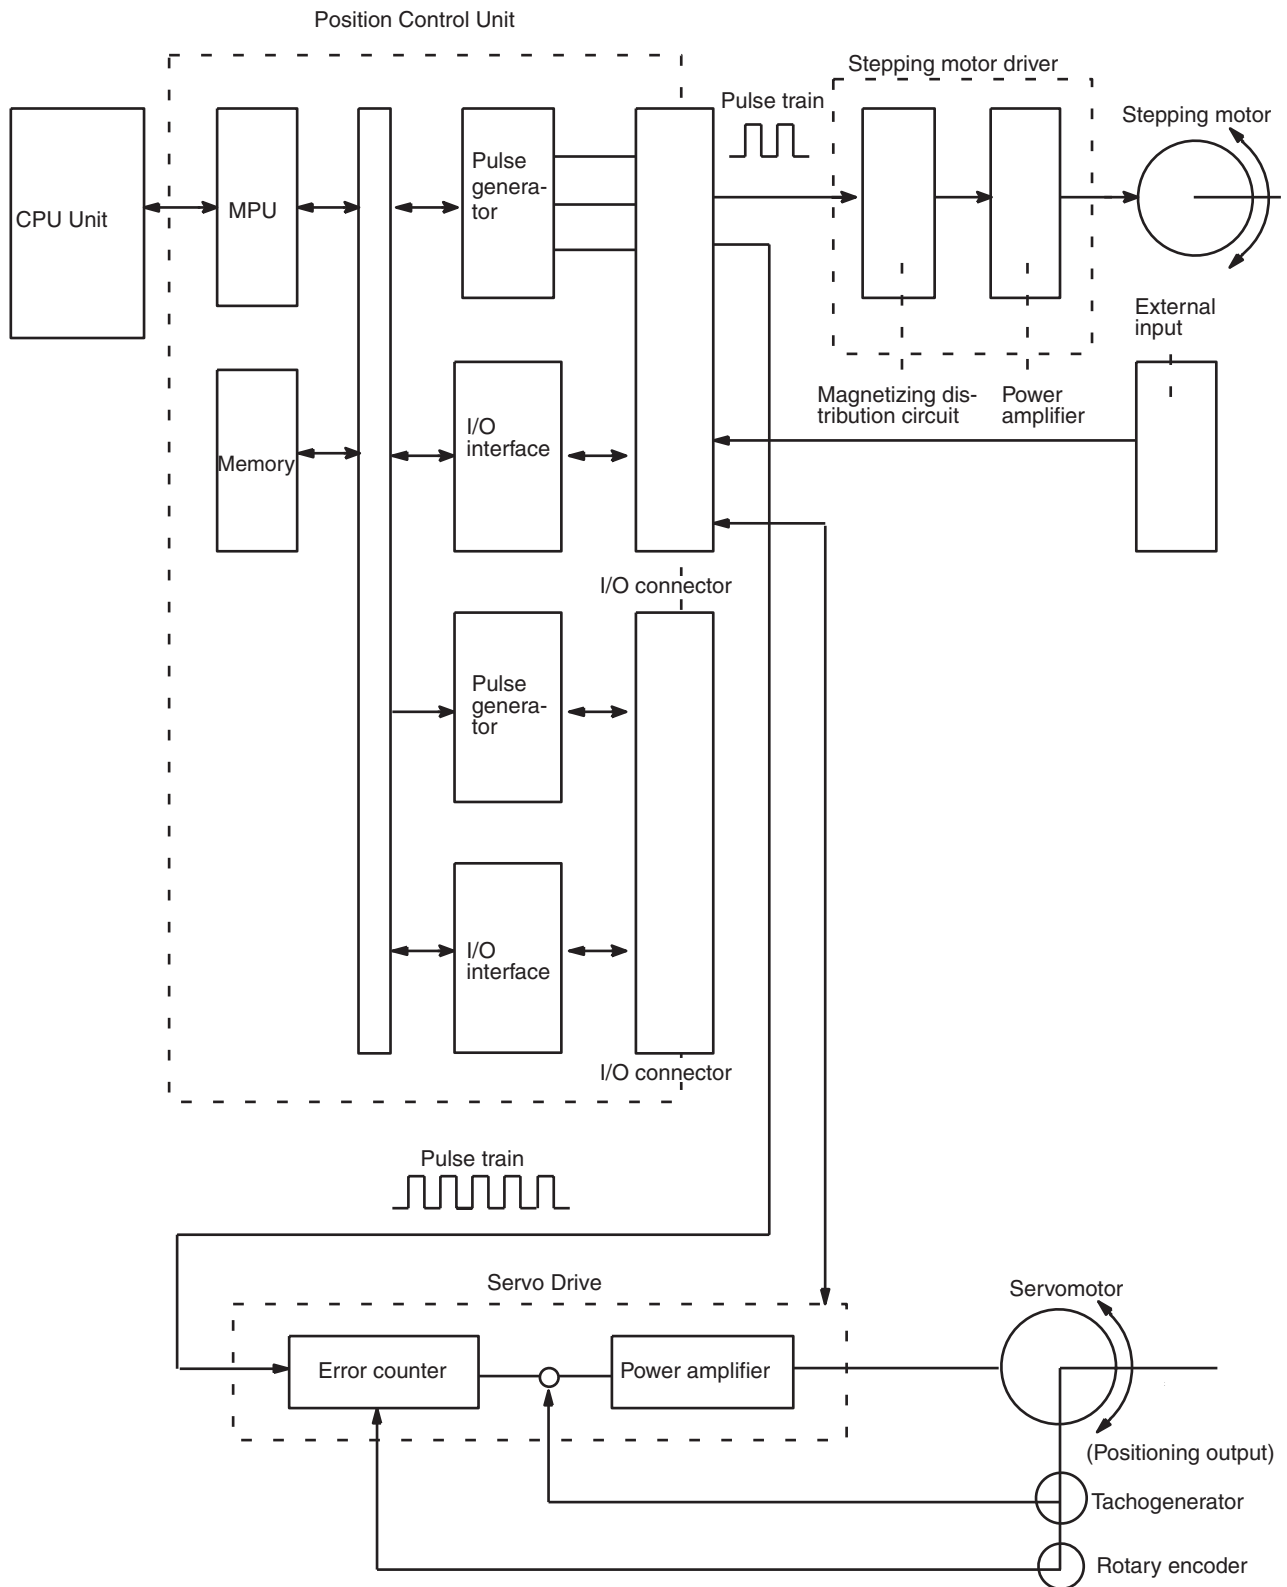 Position Control Unit
Stepping motor driver
Pulse train
Stepping motor
CPU Unit
MPU
Pulse
genera-
tor
External
input
Magnetizing dis-
tribution circuit
Power
amplifier
Memory
I/O
interface
I/O connector
Pulse
genera-
tor
I/O
interface
I/O connector
Pulse train
Servo Drive
Servomotor
Error counter
Power amplifier
(Positioning output)
Tachogenerator
Rotary encoder